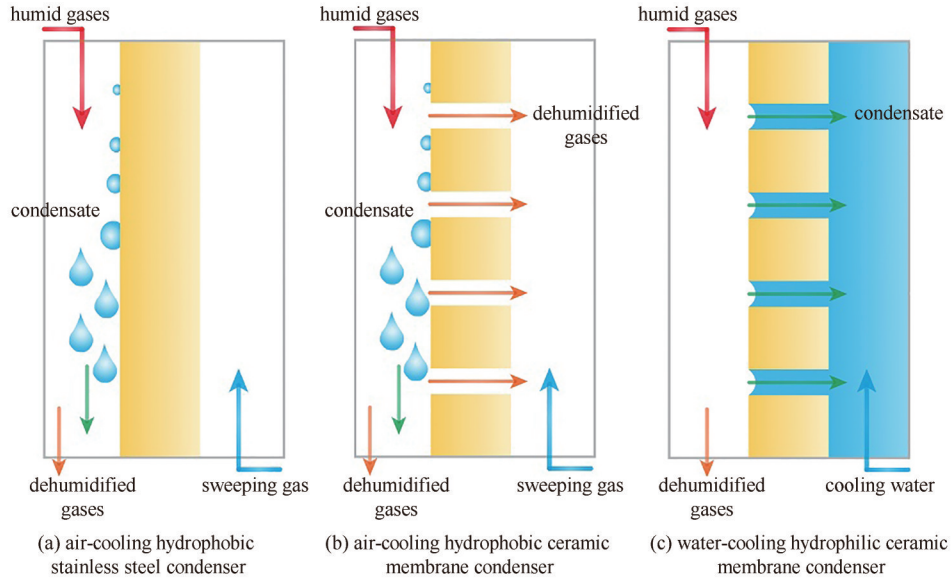 humid gases
condensate
dehumidified
gases
sweeping gas
(a) air-cooling hydrophobic
stainless steel condenser
humid gases
dehumidified
gases
condensate
dehumidified
gases
sweeping gas
(b) air-cooling hydrophobic ceramic
membrane condenser
humid gases
condensate
dehumidified
gases
cooling water
(c) water-cooling hydrophilic ceramic
membrane condenser